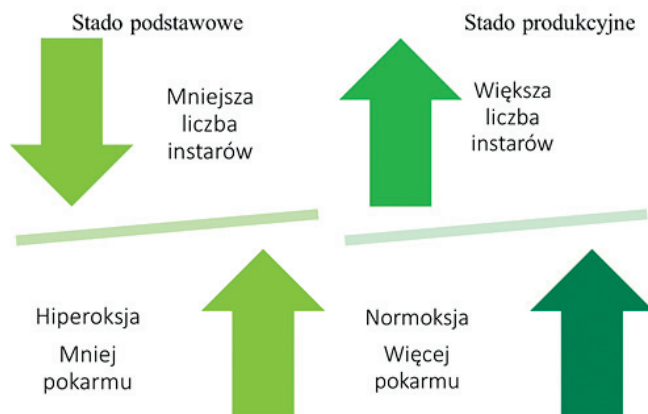 Stado podstawowe
Stado produkcyjne
Mniejsza
liczba
instarów
Większa
liczba
instarów
Hiperoksja
Mniej
pokarmu
Normoksja
Więcej
pokarmu